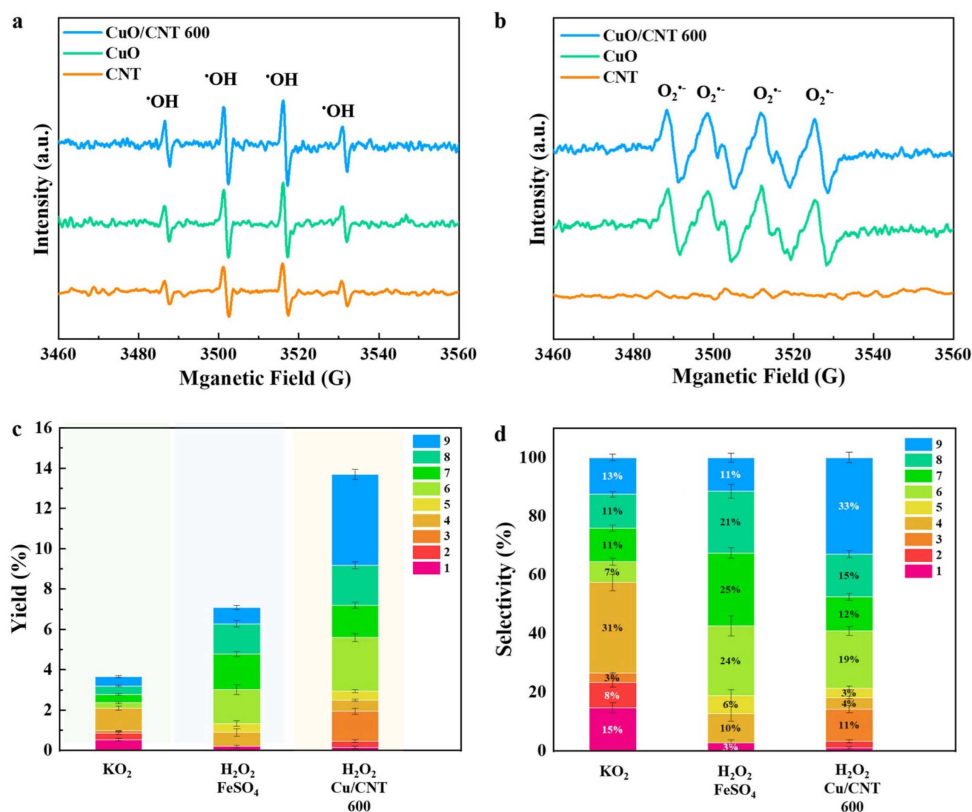 a
CuO/CNT 600
CuO
CNT
•OH
•OH
•OH
•OH
Intensity (a.u.)
3460
3480
3500
3520
3540
3560
Mganetic Field (G)
b
CuO/CNT 600
CuO
CNT
O₂•-
O₂•-
O₂•-
O₂•-
Intensity (a.u.)
3460
3480
3500
3520
3540
3560
Mganetic Field (G)
c
Yield (%)
16
14
12
10
8
6
4
2
0
9
8
7
6
5
4
3
2
1
KO₂
H₂O₂
FeSO₄
H₂O₂
Cu/CNT
600
d
Selectivity (%)
100
80
60
40
20
0
13%
11%
11%
7%
31%
3%
8%
15%
11%
21%
25%
24%
6%
10%
3%
33%
15%
12%
19%
3%
4%
11%
9
8
7
6
5
4
3
2
1
KO₂
H₂O₂
FeSO₄
H₂O₂
Cu/CNT
600